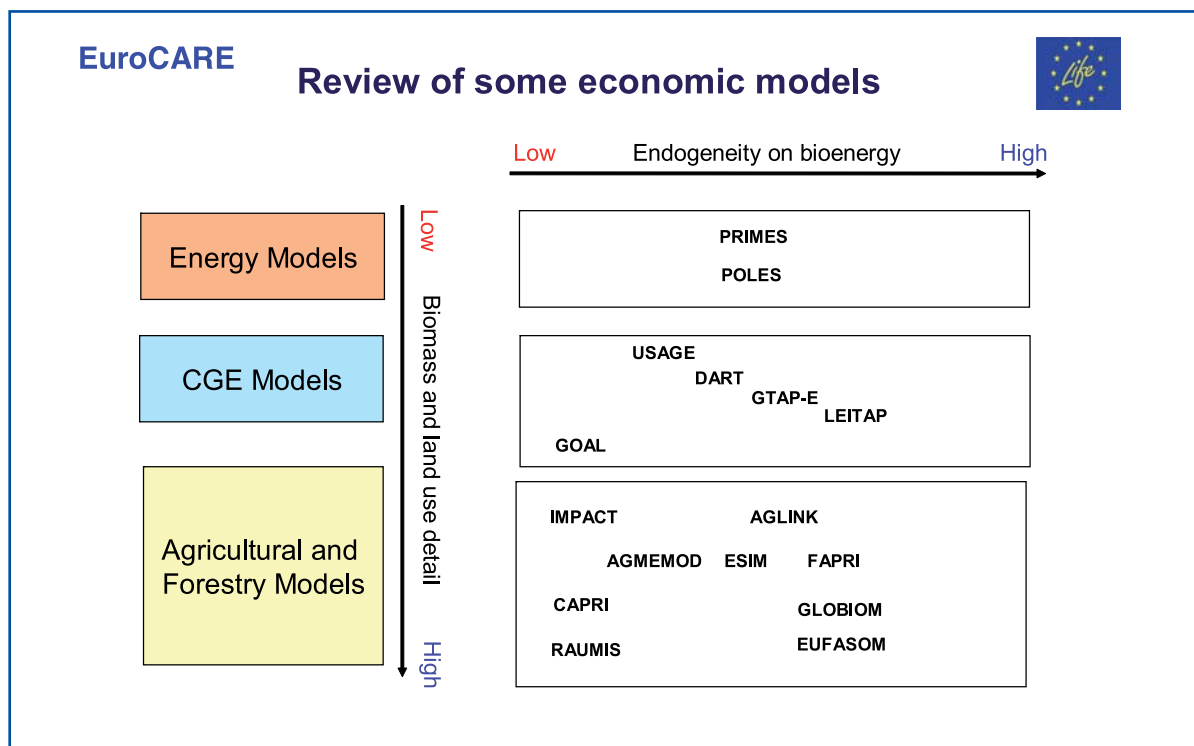 EuroCARE
Review of some economic models
Life
Low Endogeneity on bioenergy High
Energy Models
CGE Models
Agricultural and
Forestry Models
Low
Biomass and land use detail
High
PRIMES
POLES
USAGE
DART
GTAP-E
LEITAP
GOAL
IMPACT AGLINK
AGMEMOD ESIM FAPRI
CAPRI GLOBIOM
RAUMIS EUFASOM